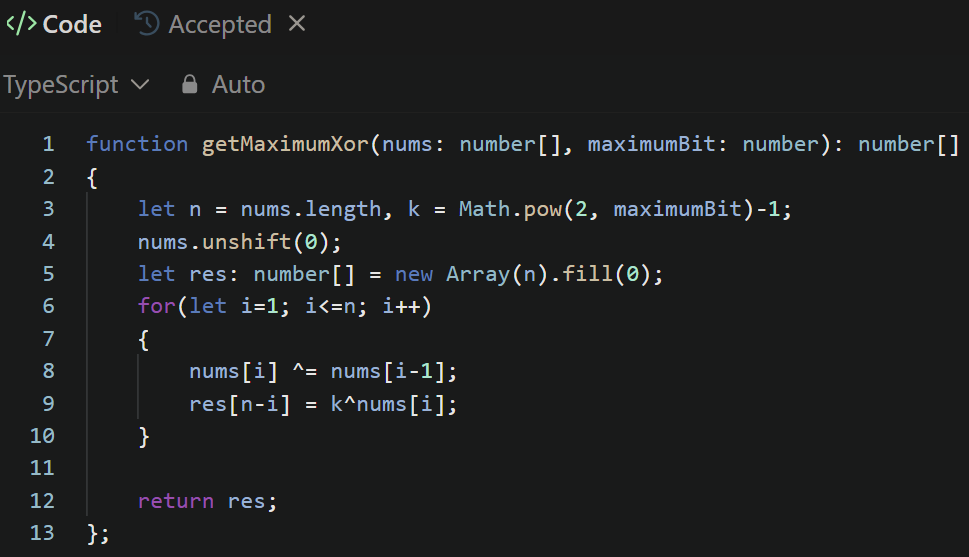 </> Code Accepted ×
TypeScript Auto
1 function getMaximumXor(nums: number[], maximumBit: number): number[]
2 {
3     let n = nums.length, k = Math.pow(2, maximumBit)-1;
4     nums.unshift(0);
5     let res: number[] = new Array(n).fill(0);
6     for(let i=1; i<=n; i++)
7     {
8         nums[i] ^= nums[i-1];
9         res[n-i] = k^nums[i];
10     }
11
12     return res;
13 };